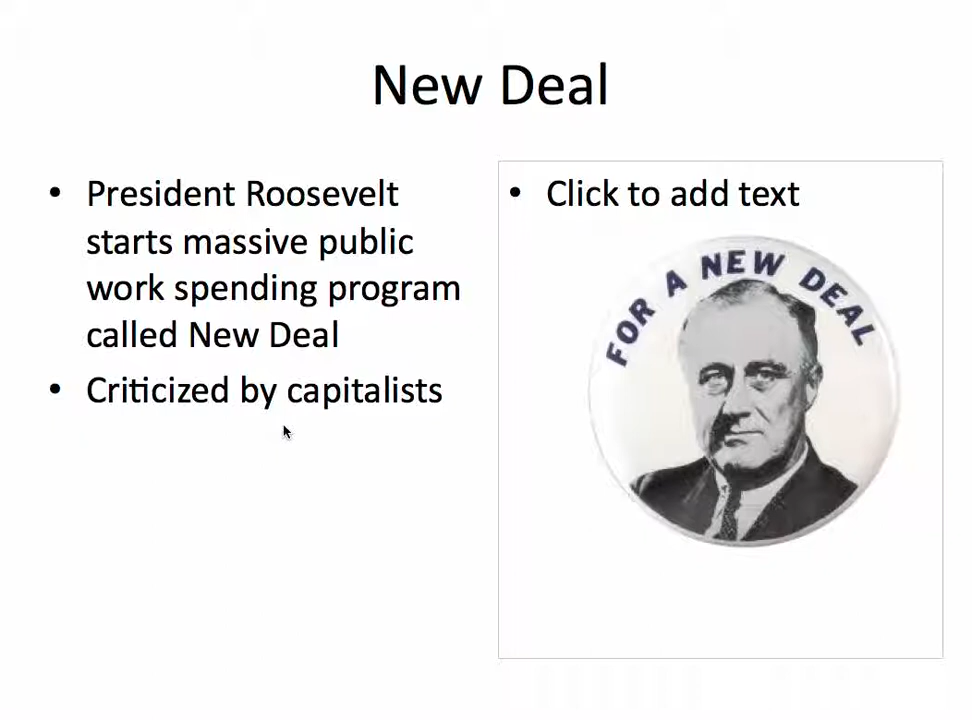 New Deal
• President Roosevelt
starts massive public
work spending program
called New Deal
• Criticized by capitalists
• Click to add text
FOR A NEW DEAL